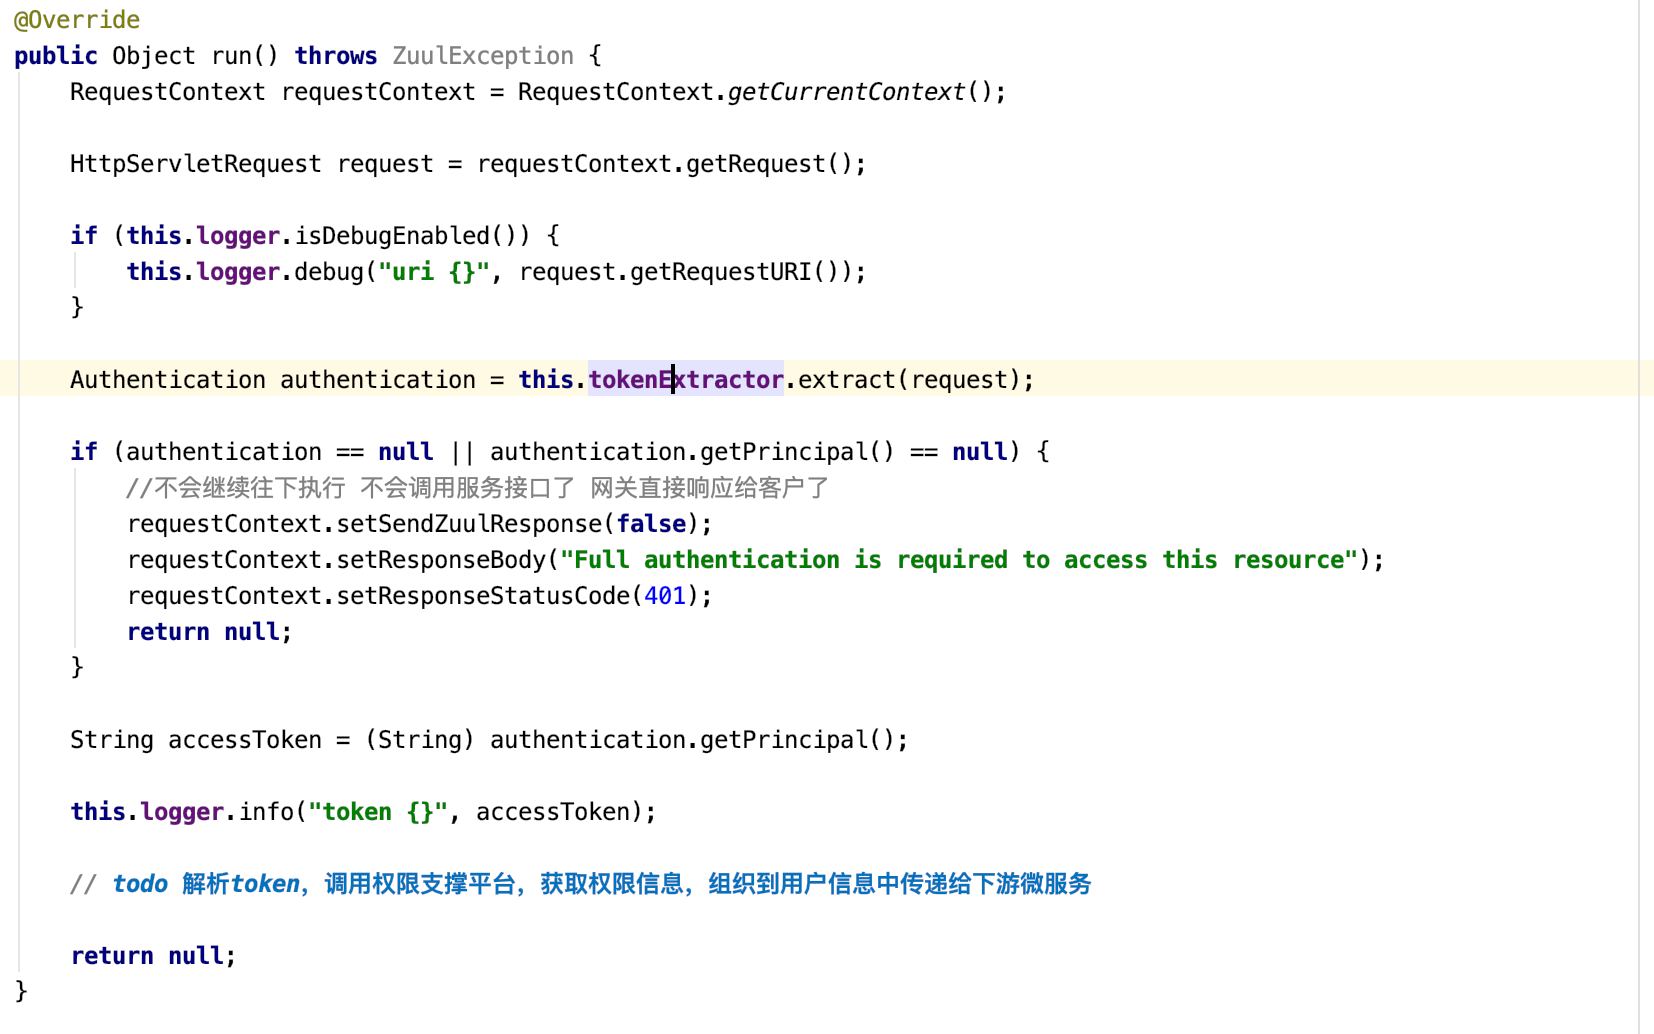 @Override
public Object run() throws ZuulException {
RequestContext requestContext = RequestContext.getCurrentContext();
HttpServletRequest request = requestContext.getRequest();
if (this.logger.isDebugEnabled()) {
this.logger.debug("uri {}", request.getRequestURI());
}
Authentication authentication = this.tokenExtractor.extract(request);
if (authentication == null || authentication.getPrincipal() == null) {
//不会继续往下执行 不会调用服务接口了 网关直接响应给客户了
requestContext.setSendZuulResponse(false);
requestContext.setResponseBody("Full authentication is required to access this resource");
requestContext.setResponseStatusCode(401);
return null;
}
String accessToken = (String) authentication.getPrincipal();
this.logger.info("token {}", accessToken);
// todo 解析token，调用权限支撑平台，获取权限信息，组织到用户信息中传递给下游微服务
return null;
}